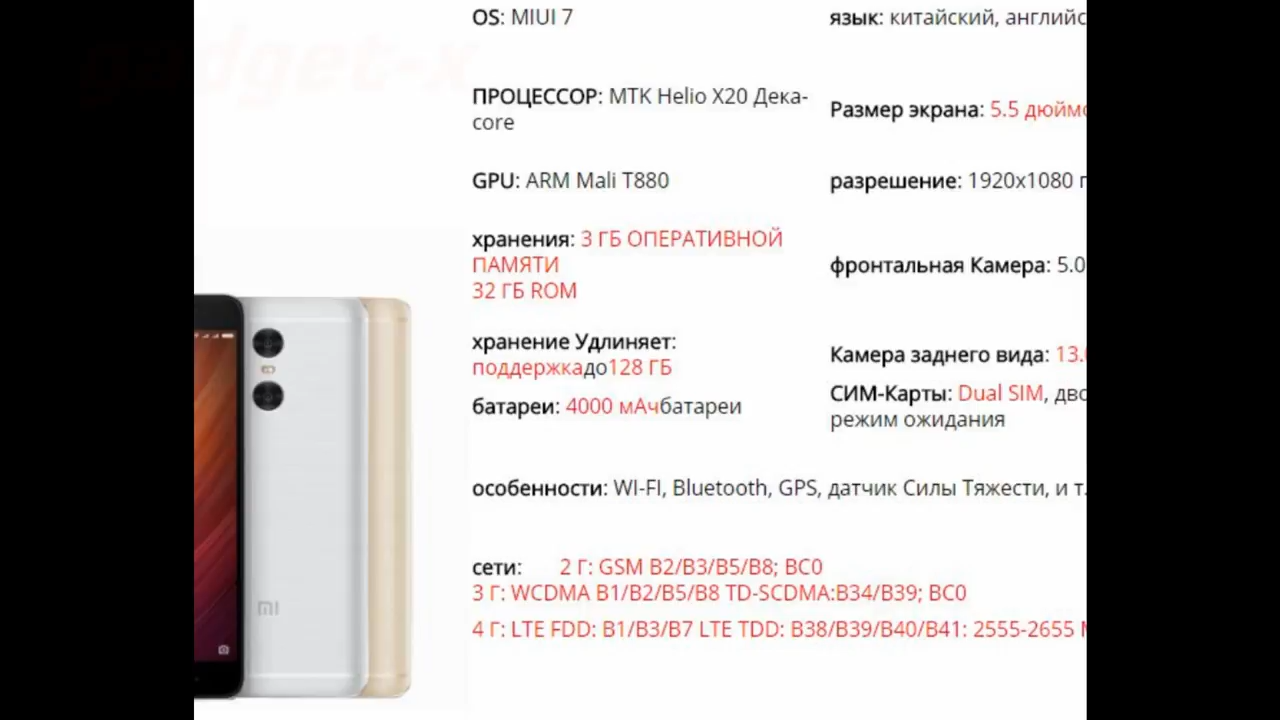 gadget-x
OS: MIUI 7
язык: китайский, английс
ПРОЦЕССОР: MTK Helio X20 Дека-
core
Размер экрана: 5.5 дюймо
GPU: ARM Mali T880
разрешение: 1920x1080 п
хранения: 3 ГБ ОПЕРАТИВНОЙ
ПАМЯТИ
32 ГБ ROM
фронтальная Камера: 5.0
хранение Удлиняет:
поддержкадо128 ГБ
Камера заднего вида: 13.
батареи: 4000 мАчбатареи
СИМ-Карты: Dual SIM, дво
режим ожидания
особенности: WI-FI, Bluetooth, GPS, датчик Силы Тяжести, и т.
сети: 2 Г: GSM B2/B3/B5/B8; BC0
3 Г: WCDMA B1/B2/B5/B8 TD-SCDMA:B34/B39; BC0
4 Г: LTE FDD: B1/B3/B7 LTE TDD: B38/B39/B40/B41: 2555-2655
MI